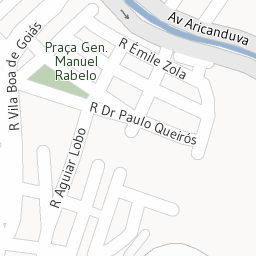 Av Aricanduva
R Émile Zola
Praça Gen.
Manuel
Rabelo
R Vila Boa de Goiás
R Dr Paulo Queirós
R Aguiar Lobo